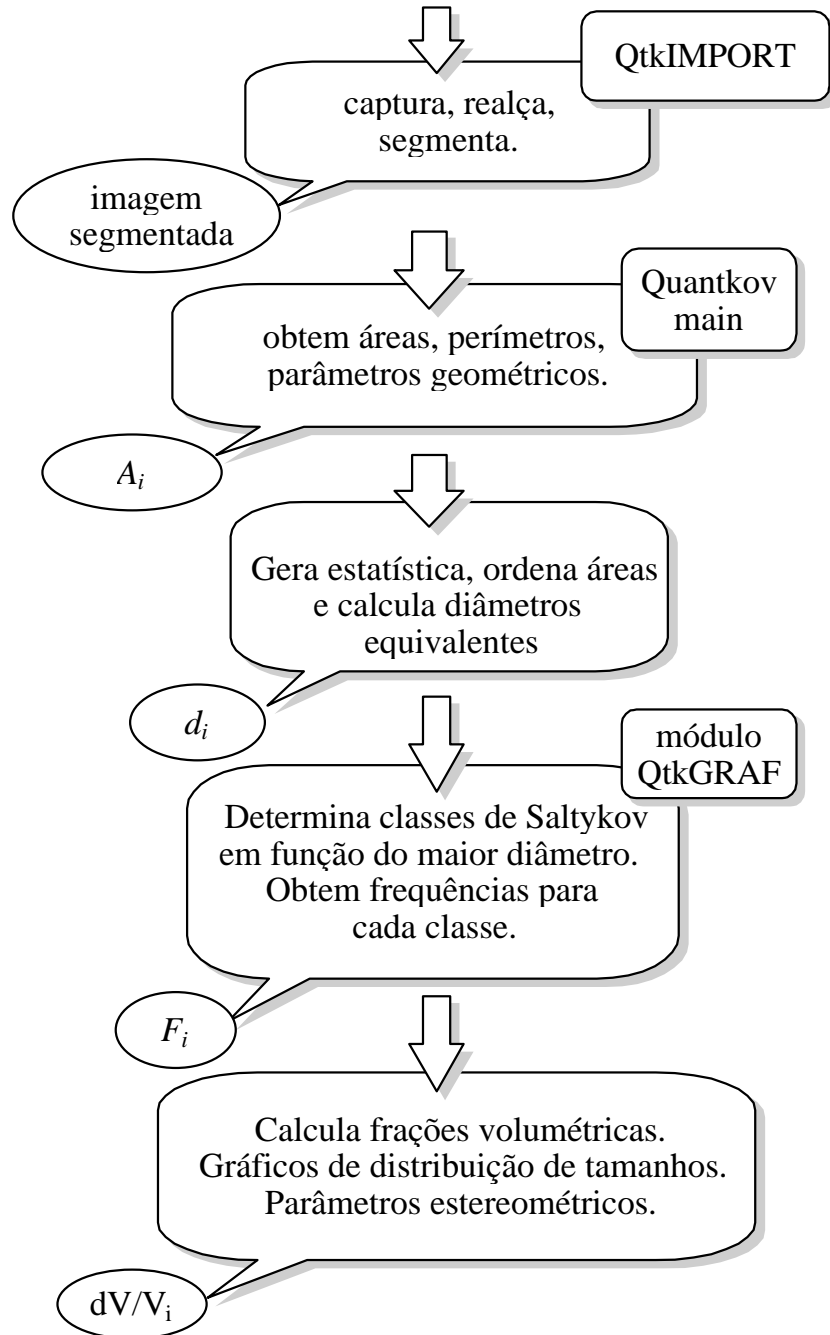 QtkIMPORT
captura, realça,
segmenta.
imagem
segmentada
Quantkov
main
obtem áreas, perímetros,
parâmetros geométricos.
A_i
Gera estatística, ordena áreas
e calcula diâmetros
equivalentes
d_i
módulo
QtkGRAF
Determina classes de Saltykov
em função do maior diâmetro.
Obtem frequências para
cada classe.
F_i
Calcula frações volumétricas.
Gráficos de distribuição de tamanhos.
Parâmetros estereométricos.
dV/V_i